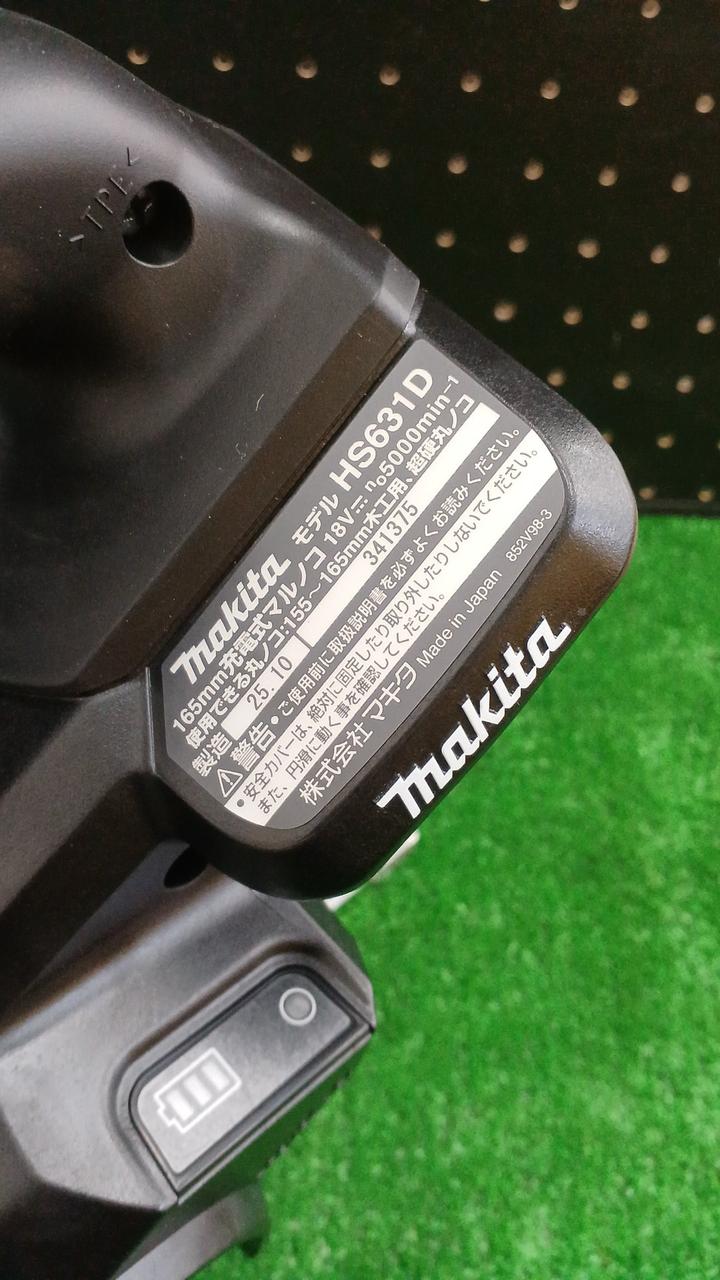 >TPE<
makita モデル HS631D
165mm充電式マルノコ 18V⎓ n₀5000min⁻¹
使用できる丸ノコ:155～165mm木工用、超硬丸ノコ
製造 25.10 341375
⚠警告・ご使用前に取扱説明書を必ずよくお読みください。
・安全カバーは、絶対に固定したり取り外したりしないでください。
また、円滑に動く事を確認してください。
株式会社マキタ Made in Japan 852V98-3
makita